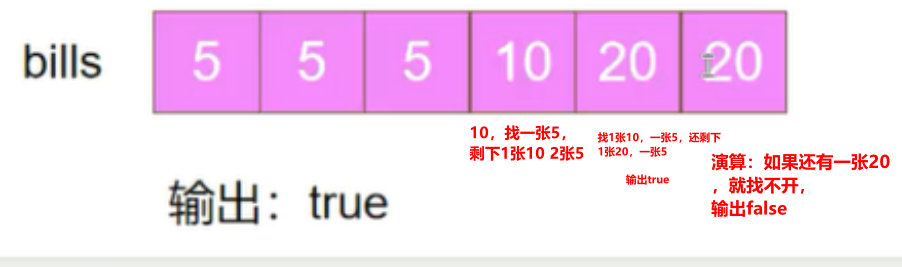 bills 5 5 5 10 20 20
10，找一张5，
剩下1张10 2张5
找1张10，一张5，还剩下
1张20，一张5
输出true
演算：如果还有一张20
，就找不开，
输出false
输出：true